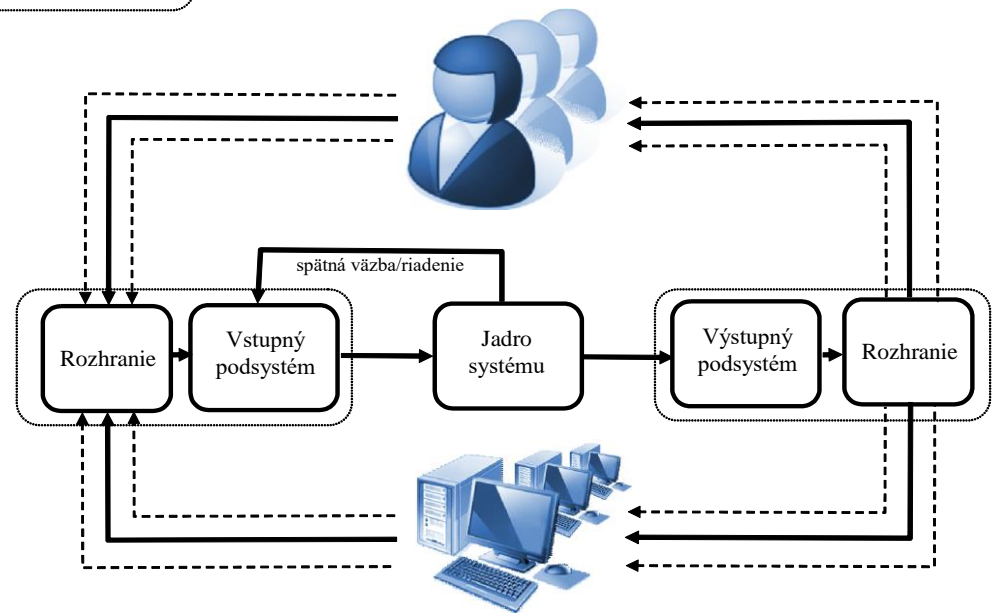 spätná väzba/riadenie
Rozhranie
Vstupný
podsystém
Jadro
systému
Výstupný
podsystém
Rozhranie